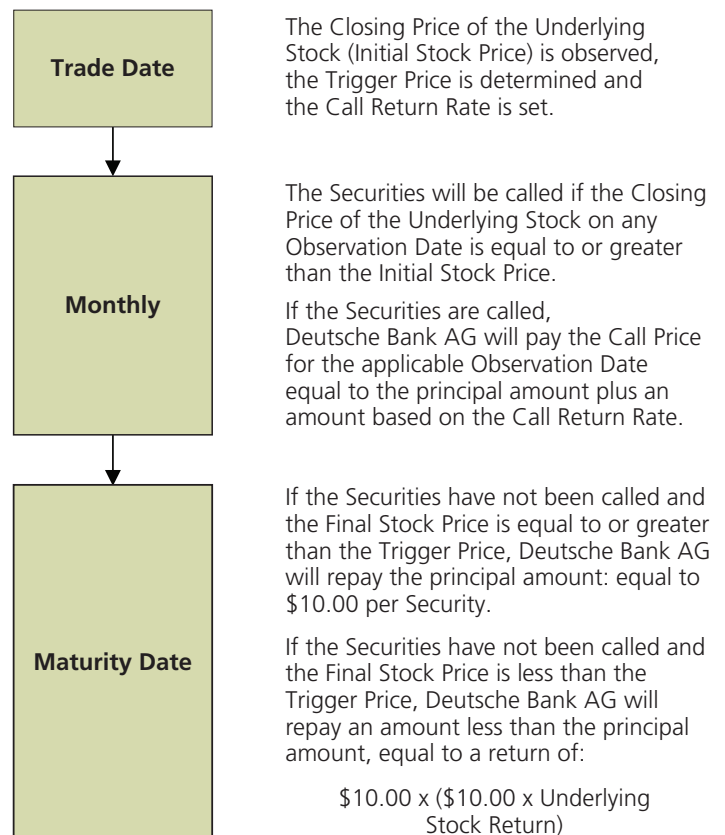 Trade Date
The Closing Price of the Underlying
Stock (Initial Stock Price) is observed,
the Trigger Price is determined and
the Call Return Rate is set.
Monthly
The Securities will be called if the Closing
Price of the Underlying Stock on any
Observation Date is equal to or greater
than the Initial Stock Price.
If the Securities are called,
Deutsche Bank AG will pay the Call Price
for the applicable Observation Date
equal to the principal amount plus an
amount based on the Call Return Rate.
Maturity Date
If the Securities have not been called and
the Final Stock Price is equal to or greater
than the Trigger Price, Deutsche Bank AG
will repay the principal amount: equal to
$10.00 per Security.
If the Securities have not been called and
the Final Stock Price is less than the
Trigger Price, Deutsche Bank AG will
repay an amount less than the principal
amount, equal to a return of:
$10.00 x ($10.00 x Underlying
Stock Return)